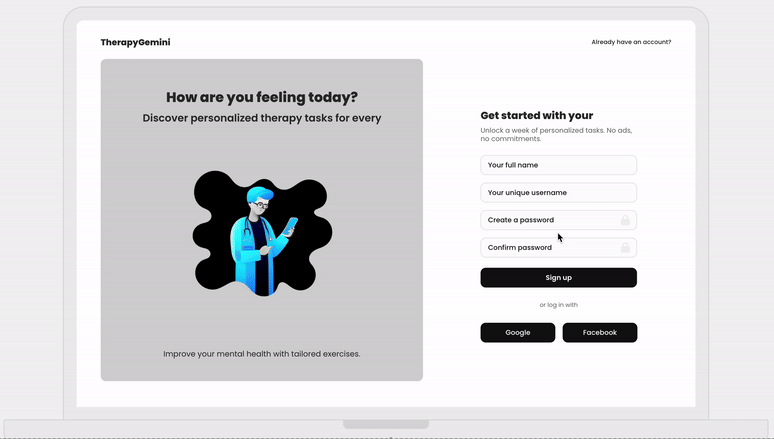 TherapyGemini
Already have an account?
How are you feeling today?
Discover personalized therapy tasks for every
Improve your mental health with tailored exercises.
Get started with your
Unlock a week of personalized tasks. No ads,
no commitments.
Your full name
Your unique username
Create a password
Confirm password
Sign up
or log in with
Google
Facebook